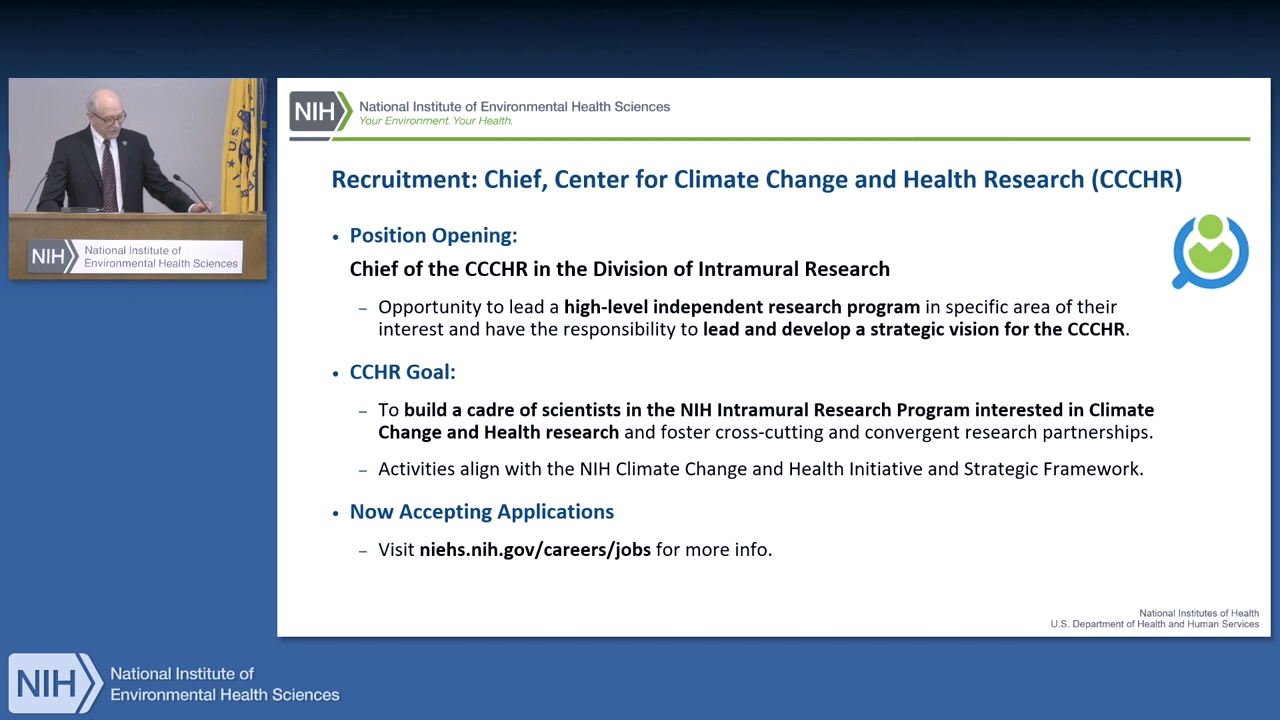 NIH
National Institute of
Environmental Health Sciences
U.S.
NIH National Institute of Environmental Health Sciences
Your Environment. Your Health.
Recruitment: Chief, Center for Climate Change and Health Research (CCCHR)
• Position Opening:
Chief of the CCCHR in the Division of Intramural Research
– Opportunity to lead a high-level independent research program in specific area of their
interest and have the responsibility to lead and develop a strategic vision for the CCCHR.
• CCHR Goal:
– To build a cadre of scientists in the NIH Intramural Research Program interested in Climate
Change and Health research and foster cross-cutting and convergent research partnerships.
– Activities align with the NIH Climate Change and Health Initiative and Strategic Framework.
• Now Accepting Applications
– Visit niehs.nih.gov/careers/jobs for more info.
National Institutes of Health
U.S. Department of Health and Human Services
NIH
National Institute of
Environmental Health Sciences